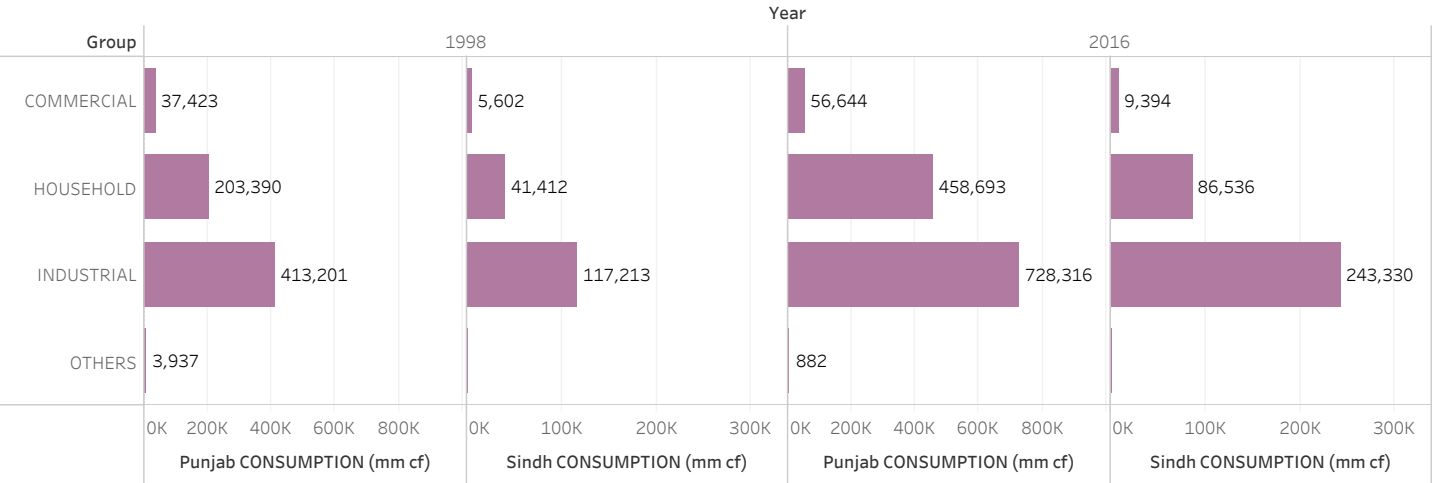 Year
Group 1998 2016
COMMERCIAL 37,423 5,602 56,644 9,394
HOUSEHOLD 203,390 41,412 458,693 86,536
INDUSTRIAL 413,201 117,213 728,316 243,330
OTHERS 3,937 882
0K 200K 400K 600K 800K 0K 100K 200K 300K 0K 200K 400K 600K 800K 0K 100K 200K 300K
Punjab CONSUMPTION (mm cf) Sindh CONSUMPTION (mm cf) Punjab CONSUMPTION (mm cf) Sindh CONSUMPTION (mm cf)